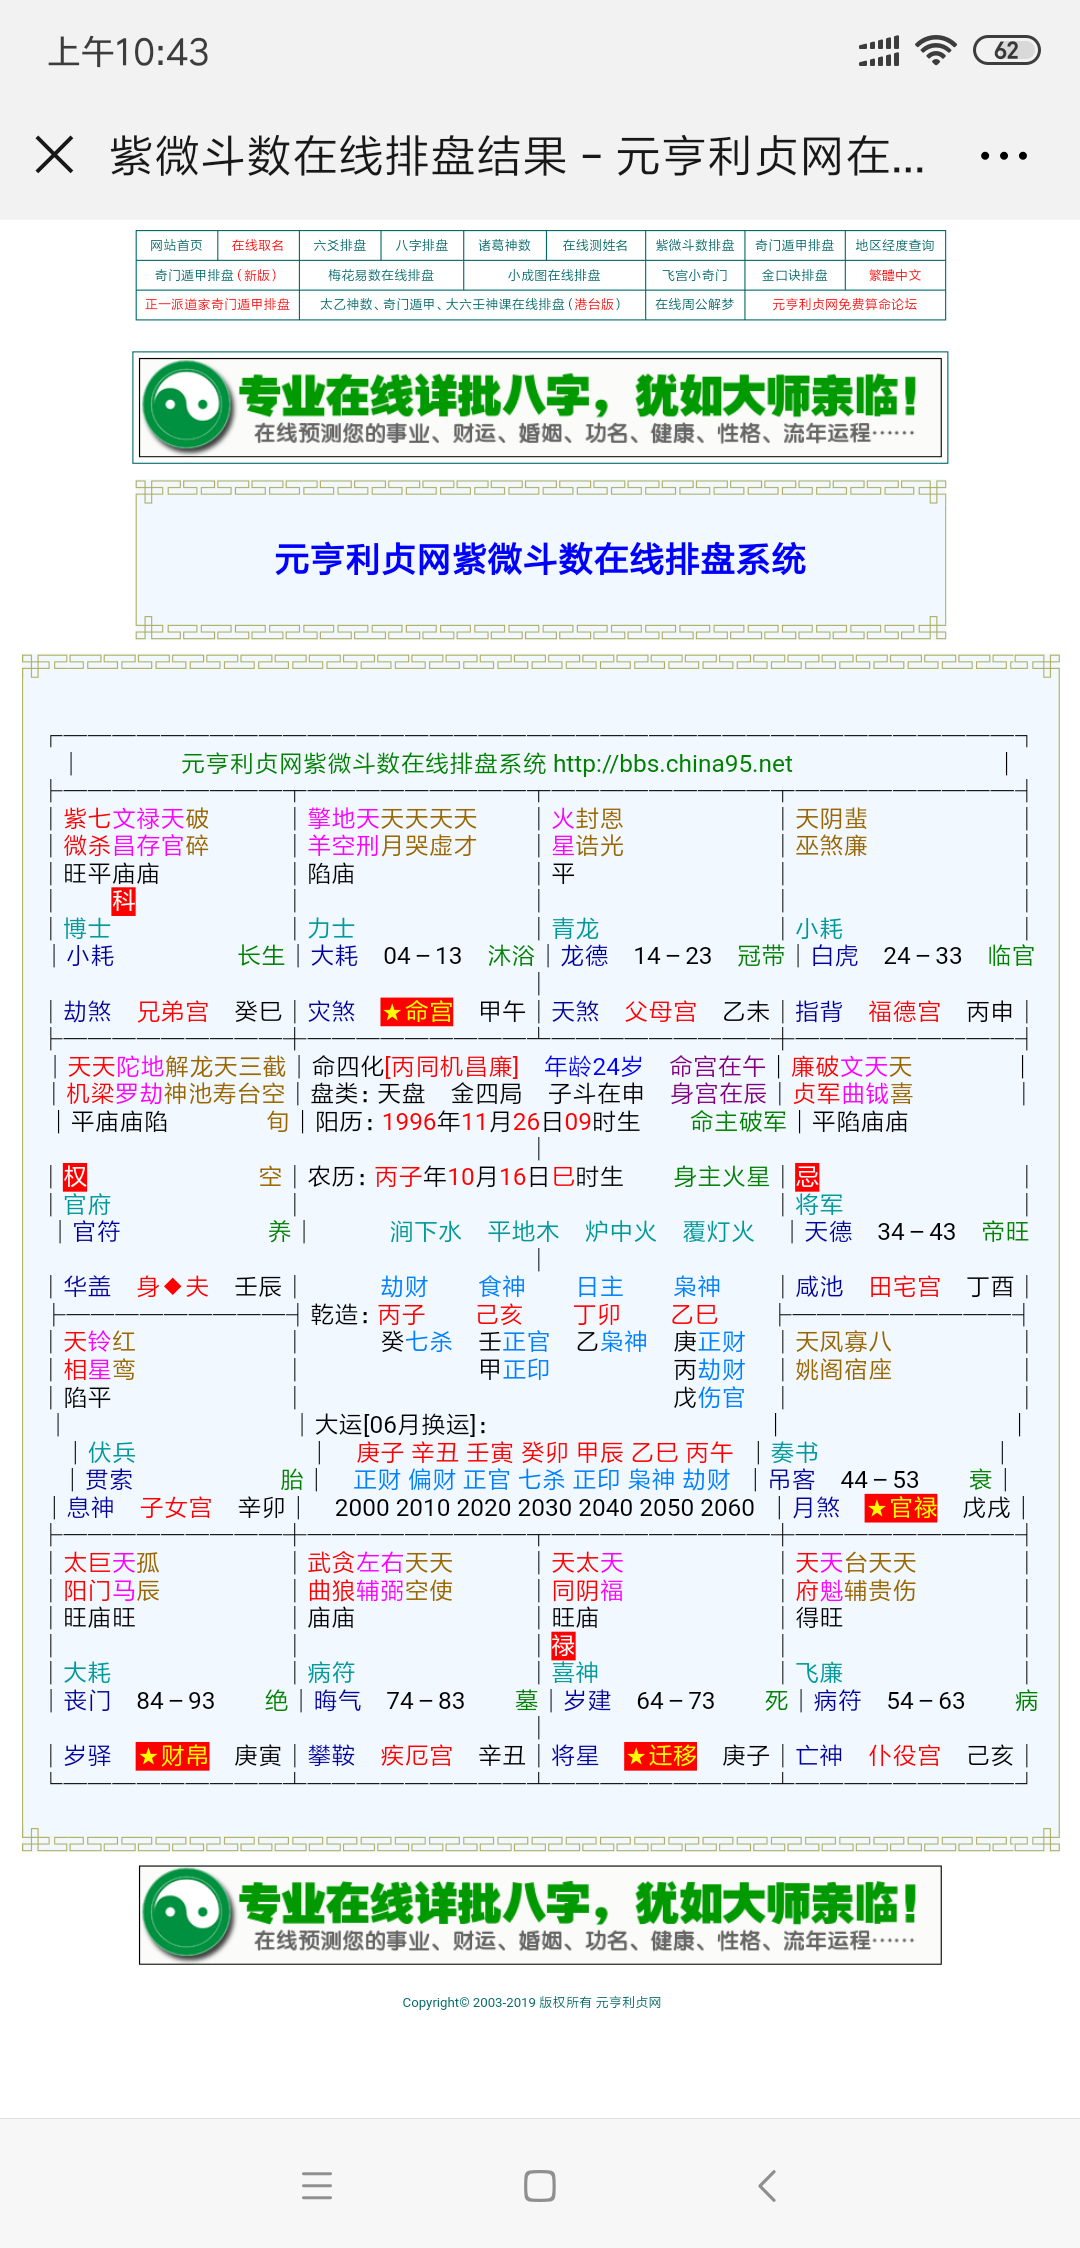 上午10:43
62
紫微斗数在线排盘结果 – 元亨利贞网在...
网站首页 在线取名 六爻排盘 八字排盘 诸葛神数 在线测姓名 紫微斗数排盘 奇门遁甲排盘 地区经度查询
奇门遁甲排盘（新版） 梅花易数在线排盘 小成图在线排盘 飞宫小奇门 金口诀排盘 繁體中文
正一派道家奇门遁甲排盘 太乙神数、奇门遁甲、大六壬神课在线排盘（港台版） 在线周公解梦 元亨利贞网免费算命论坛
专业在线详批八字，犹如大师亲临！
在线预测您的事业、财运、婚姻、功名、健康、性格、流年运程······
元亨利贞网紫微斗数在线排盘系统
元亨利贞网紫微斗数在线排盘系统 http://bbs.china95.net
紫七文禄天破 擎地天天天天天 火封恩 天阴蜚
微杀昌存官碎 羊空刑月哭虚才 星诰光 巫煞廉
旺平庙庙 陷庙 平
科
博士 力士 青龙 小耗
小耗 长生 大耗 04－13 沐浴 龙德 14－23 冠带 白虎 24－33 临官
劫煞 兄弟宫 癸巳 灾煞 ★命宫 甲午 天煞 父母宫 乙未 指背 福德宫 丙申
天天陀地解龙天三截 命四化[丙同机昌廉] 年龄24岁 命宫在午 廉破文天天
机梁罗劫神池寿台空 盘类：天盘 金四局 子斗在申 身宫在辰 贞军曲钺喜
平庙庙陷 旬 阳历：1996年11月26日09时生 命主破军 平陷庙庙
权 空 农历：丙子年10月16日巳时生 身主火星 忌
官府 将军
官符 养 涧下水 平地木 炉中火 覆灯火 天德 34－43 帝旺
华盖 身◆夫 壬辰 劫财 食神 日主 枭神 咸池 田宅宫 丁酉
乾造：丙子 己亥 丁卯 乙巳
天铃红 癸七杀 壬正官 乙枭神 庚正财 天凤寡八
相星鸾 甲正印 丙劫财 姚阁宿座
陷平 戊伤官
大运[06月换运]：
伏兵 庚子 辛丑 壬寅 癸卯 甲辰 乙巳 丙午 奏书
贯索 胎 正财 偏财 正官 七杀 正印 枭神 劫财 吊客 44－53 衰
息神 子女宫 辛卯 2000 2010 2020 2030 2040 2050 2060 月煞 ★官禄 戊戌
太巨天孤 武贪左右天天 天太天 天天台天天
阳门马辰 曲狼辅弼空使 同阴福 府魁辅贵伤
旺庙旺 庙庙 旺庙 得旺
禄
大耗 病符 喜神 飞廉
丧门 84－93 绝 晦气 74－83 墓 岁建 64－73 死 病符 54－63 病
岁驿 ★财帛 庚寅 攀鞍 疾厄宫 辛丑 将星 ★迁移 庚子 亡神 仆役宫 己亥
专业在线详批八字，犹如大师亲临！
在线预测您的事业、财运、婚姻、功名、健康、性格、流年运程······
Copyright© 2003-2019 版权所有 元亨利贞网